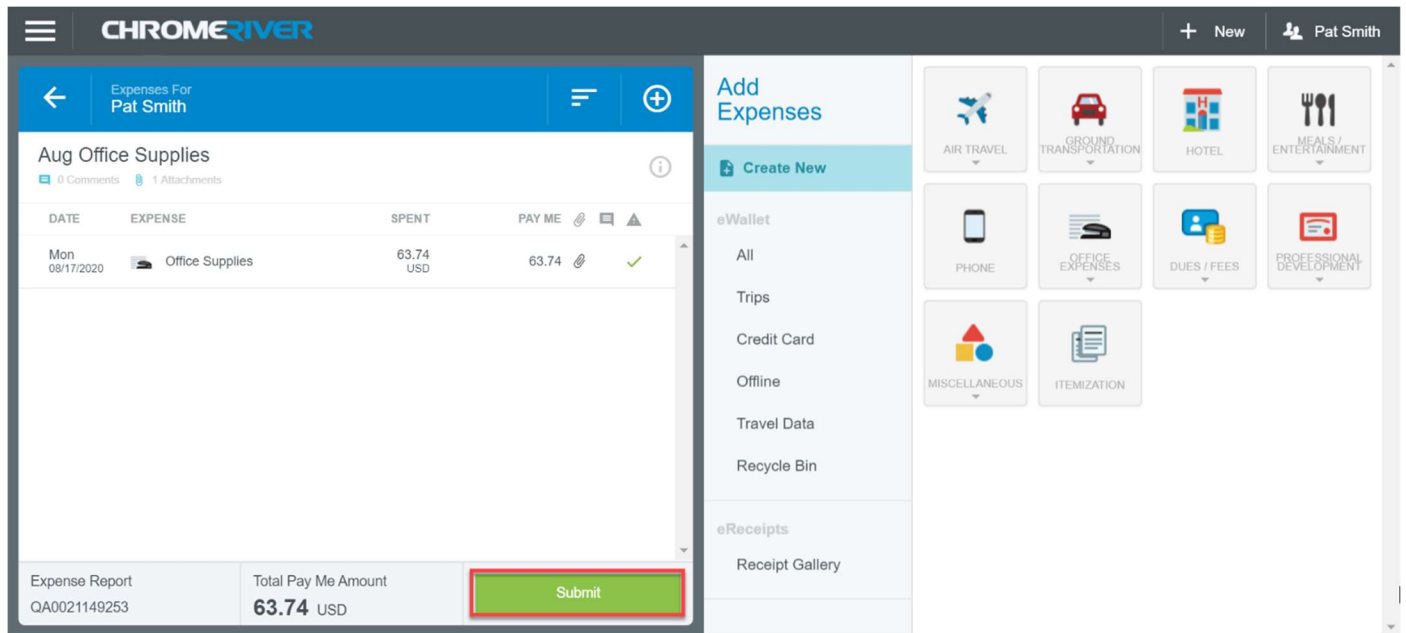 CHROMERIVER
New
Pat Smith
Expenses For
Pat Smith
Aug Office Supplies
0 Comments 1 Attachments
DATE EXPENSE SPENT PAY ME
Mon
08/17/2020
Office Supplies
63.74
USD
63.74
Expense Report
QA0021149253
Total Pay Me Amount
63.74 USD
Submit
Add
Expenses
Create New
eWallet
All
Trips
Credit Card
Offline
Travel Data
Recycle Bin
eReceipts
Receipt Gallery
AIR TRAVEL
GROUND
TRANSPORTATION
H
HOTEL
MEALS /
ENTERTAINMENT
PHONE
OFFICE
EXPENSES
DUES / FEES
PROFESSIONAL
DEVELOPMENT
MISCELLANEOUS
ITEMIZATION